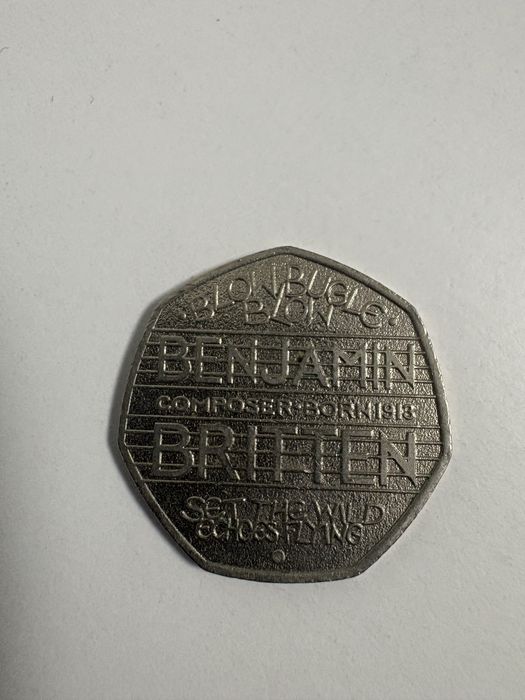 BLOW BUGLE
BLOW
BENJAMIN
COMPOSER·BORN 1913
BRITTEN
SET THE WILD
ECHOES FLYING